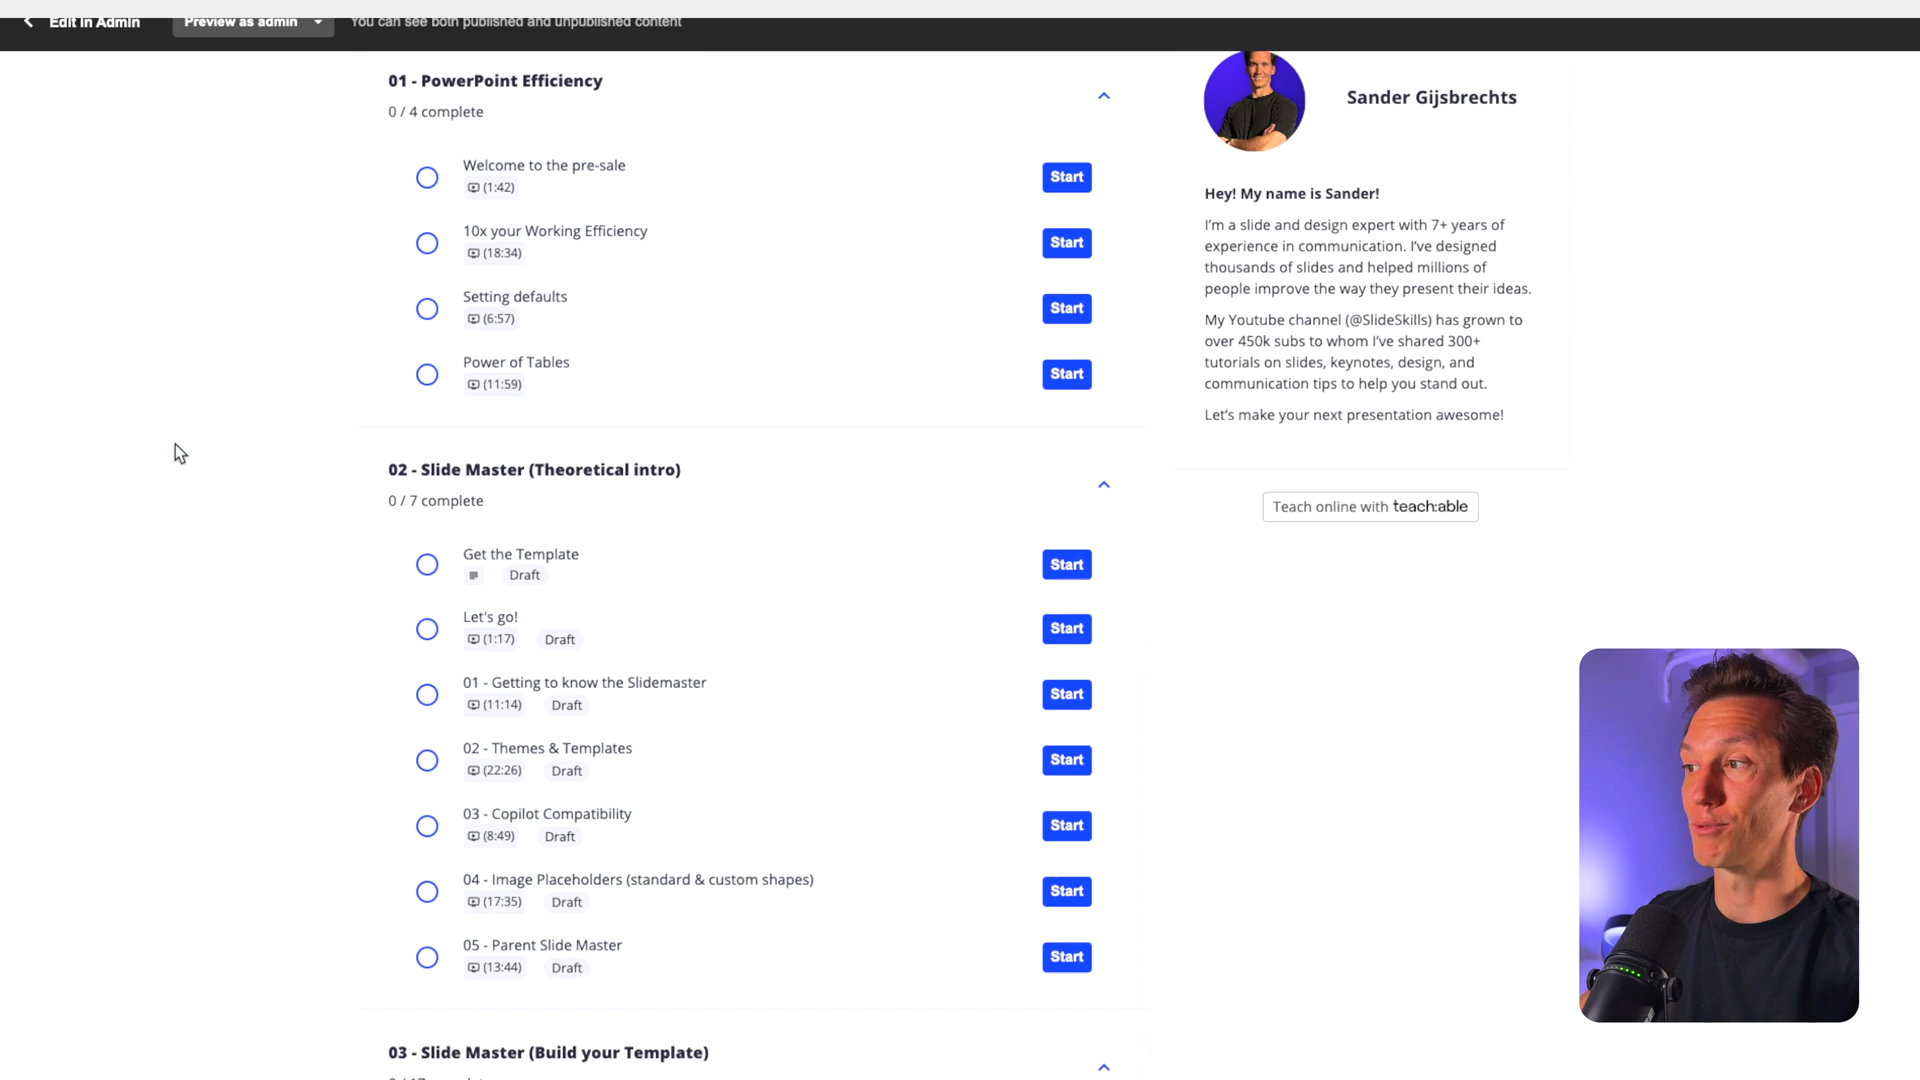 Edit in Admin
Preview as admin
You can see both published and unpublished content
01 - PowerPoint Efficiency
0 / 4 complete
Welcome to the pre-sale
(1:42)
Start
10x your Working Efficiency
(18:34)
Start
Setting defaults
(6:57)
Start
Power of Tables
(11:59)
Start
02 - Slide Master (Theoretical intro)
0 / 7 complete
Get the Template
Draft
Start
Let's go!
(1:17) Draft
Start
01 - Getting to know the Slidemaster
(11:14) Draft
Start
02 - Themes & Templates
(22:26) Draft
Start
03 - Copilot Compatibility
(8:49) Draft
Start
04 - Image Placeholders (standard & custom shapes)
(17:35) Draft
Start
05 - Parent Slide Master
(13:44) Draft
Start
03 - Slide Master (Build your Template)
Sander Gijsbrechts
Hey! My name is Sander!
I'm a slide and design expert with 7+ years of
experience in communication. I've designed
thousands of slides and helped millions of
people improve the way they present their ideas.
My Youtube channel (@SlideSkills) has grown to
over 450k subs to whom I've shared 300+
tutorials on slides, keynotes, design, and
communication tips to help you stand out.
Let's make your next presentation awesome!
Teach online with teach:able